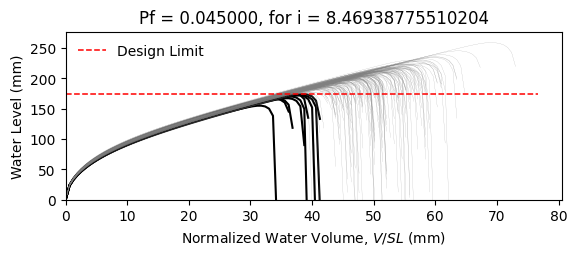 Pf = 0.045000, for i = 8.46938775510204
Design Limit
Water Level (mm)
250
200
150
100
50
0
0 10 20 30 40 50 60 70 80
Normalized Water Volume, V/SL (mm)